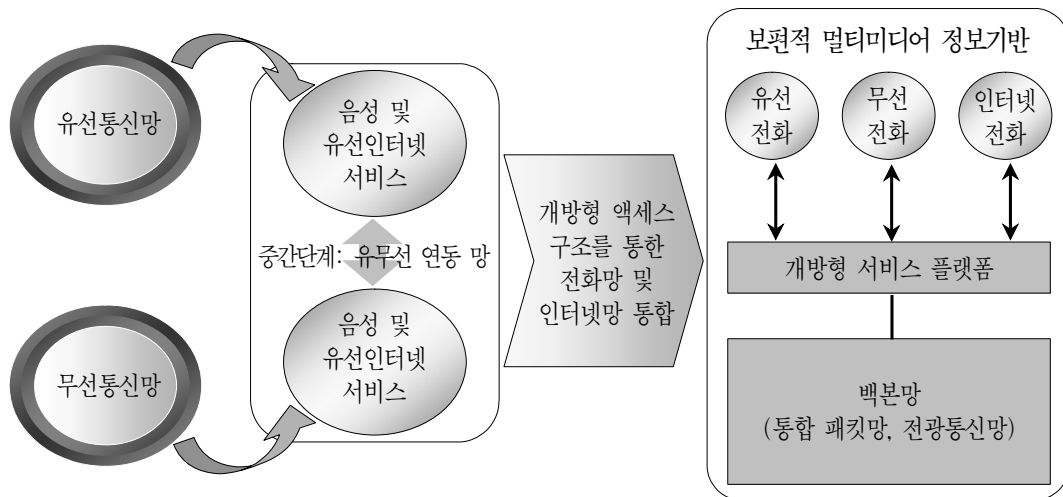 유선통신망
음성 및
유선인터넷
서비스
중간단계: 유무선 연동 망
무선통신망
음성 및
유선인터넷
서비스
개방형 액세스
구조를 통한
전화망 및
인터넷망 통합
보편적 멀티미디어 정보기반
유선
전화
무선
전화
인터넷
전화
개방형 서비스 플랫폼
백본망
(통합 패킷망, 전광통신망)